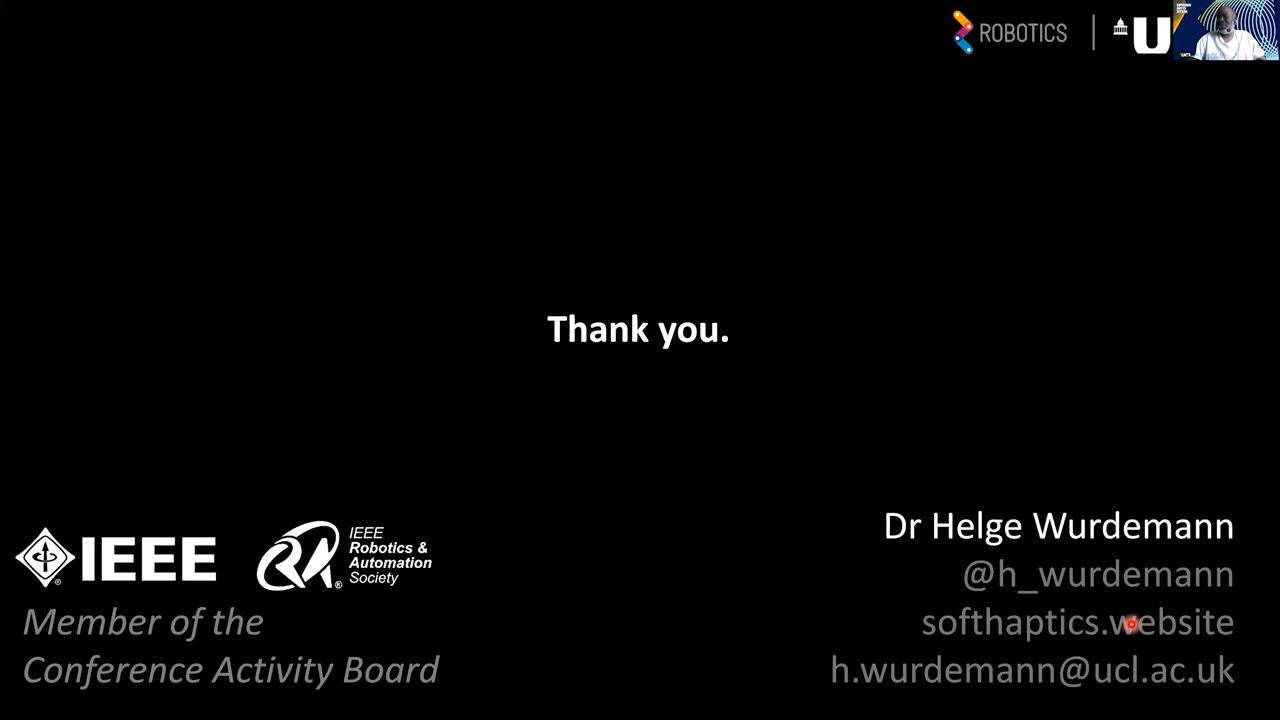 ROBOTICS
U
UCL
Thank you.
IEEE
IEEE
Robotics &
Automation
Society
Member of the
Conference Activity Board
Dr Helge Wurdemann
@h_wurdemann
softhaptics.website
h.wurdemann@ucl.ac.uk